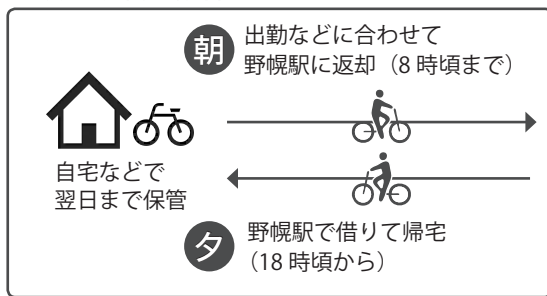 朝
出勤などに合わせて
野幌駅に返却（8 時頃まで）
自宅などで
翌日まで保管
夕
野幌駅で借りて帰宅
（18 時頃から）